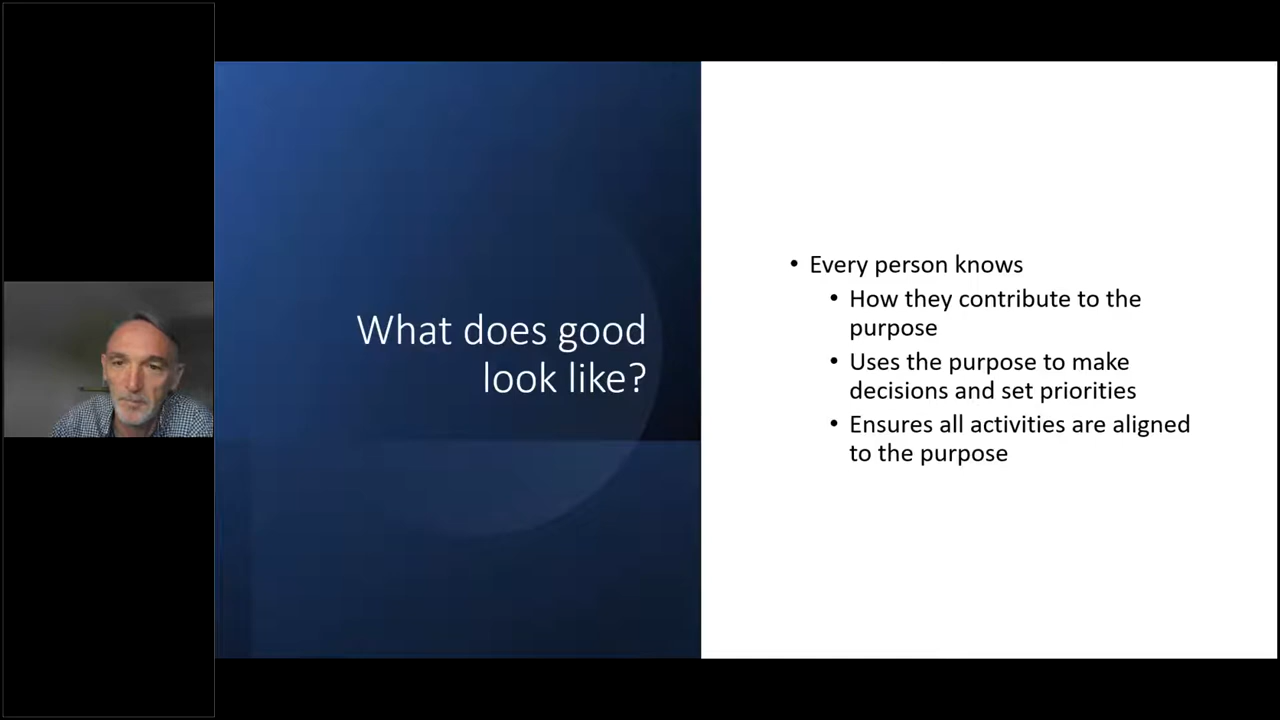 What does good
look like?
• Every person knows
• How they contribute to the
purpose
• Uses the purpose to make
decisions and set priorities
• Ensures all activities are aligned
to the purpose